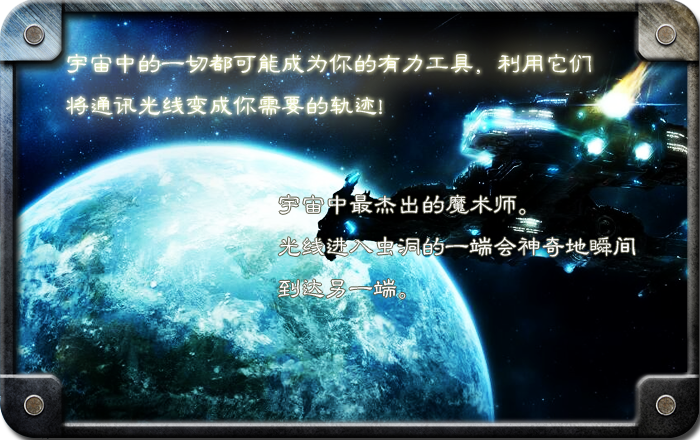 宇宙中的一切都可能成为你的有力工具，利用它们
将通讯光线变成你需要的轨迹!
宇宙中最杰出的魔术师。
光线进入虫洞的一端会神奇地瞬间
到达另一端。